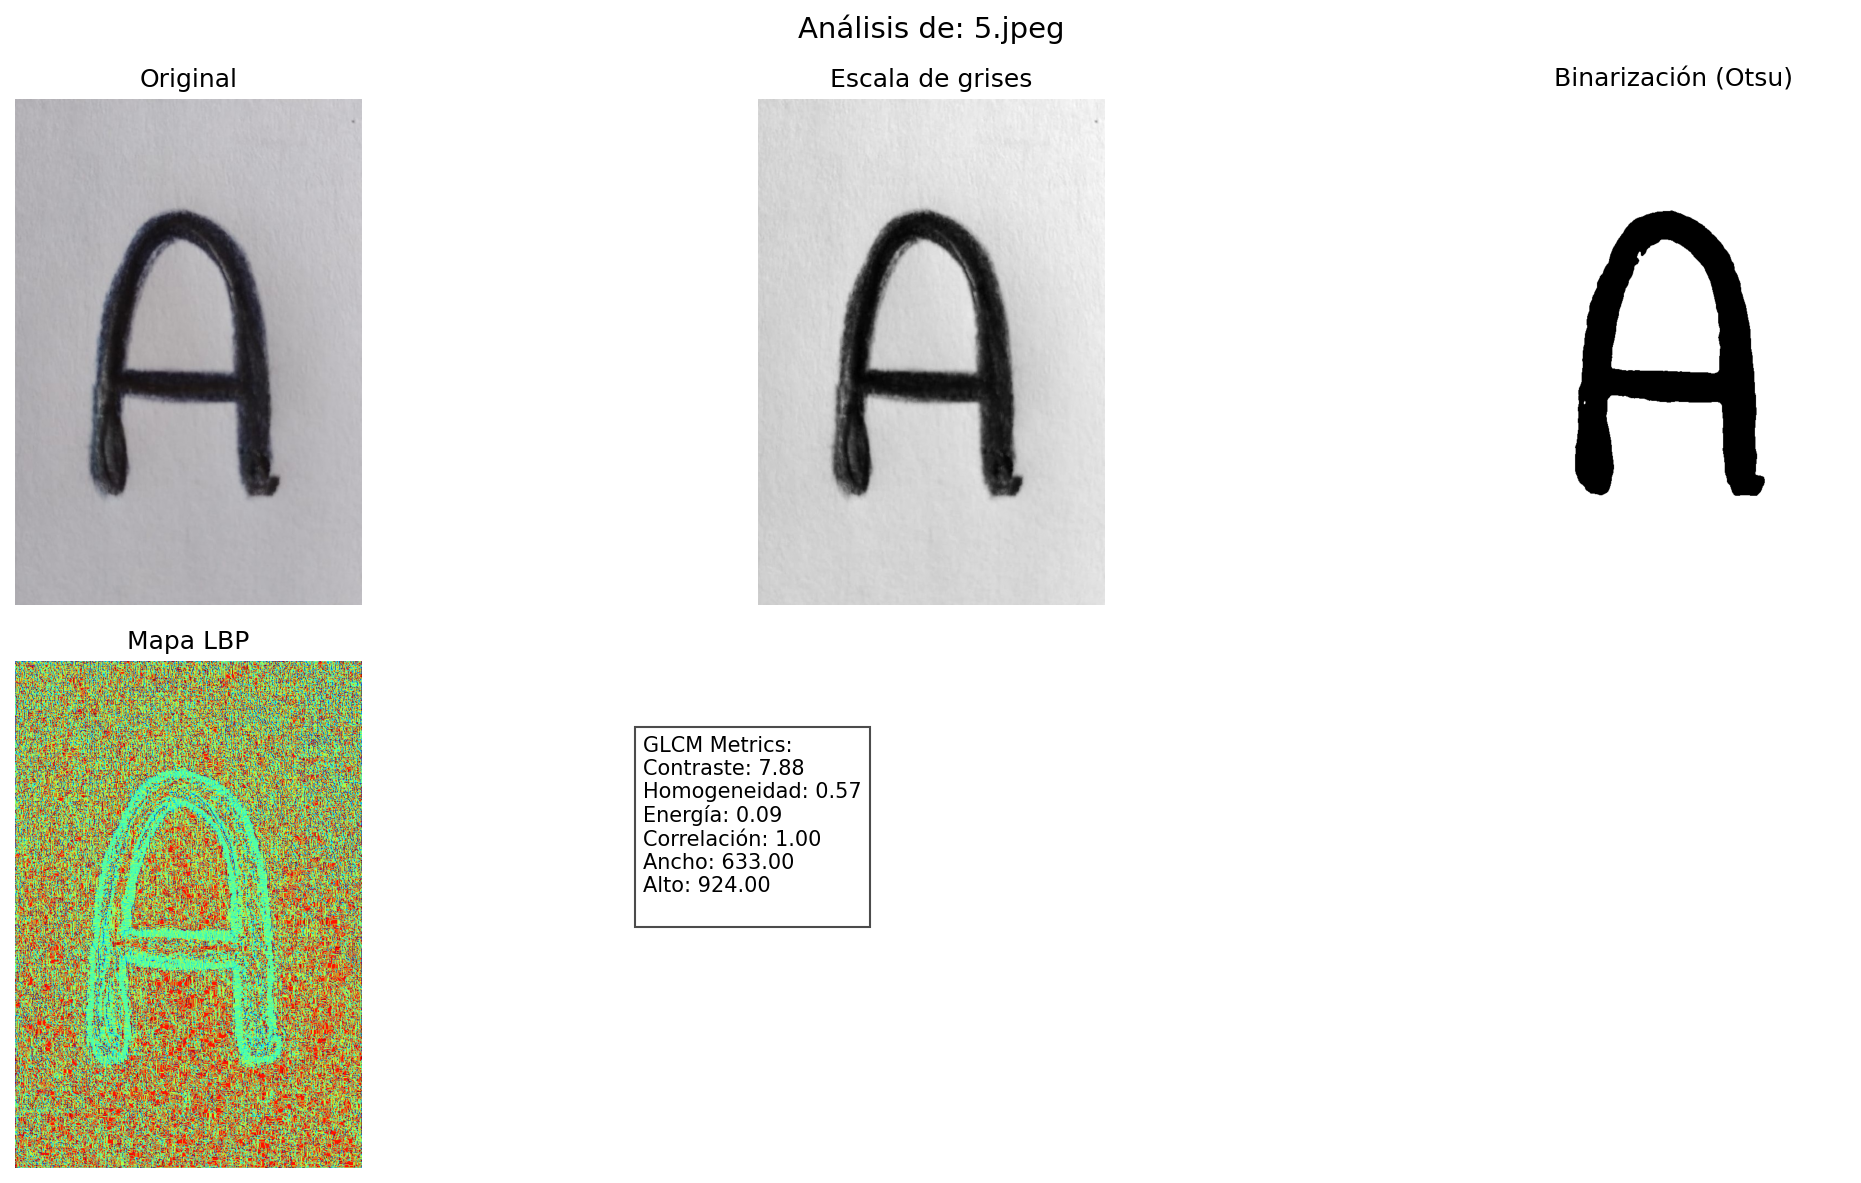 Análisis de: 5.jpeg
Original
Escala de grises
Binarización (Otsu)
A
A
A
Mapa LBP
A
GLCM Metrics:
Contraste: 7.88
Homogeneidad: 0.57
Energía: 0.09
Correlación: 1.00
Ancho: 633.00
Alto: 924.00